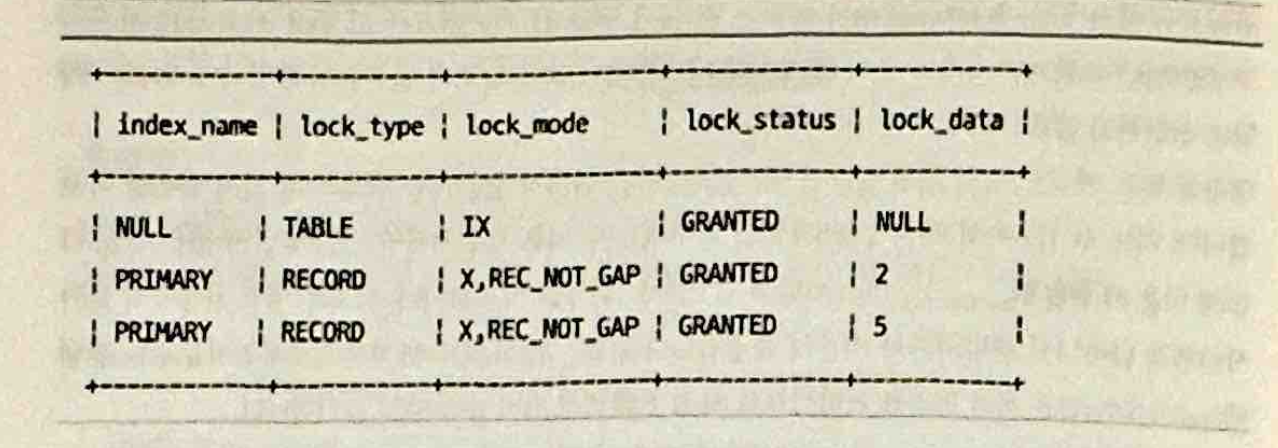 +------------+-----------+---------------+-------------+-----------+
| index_name | lock_type | lock_mode     | lock_status | lock_data |
+------------+-----------+---------------+-------------+-----------+
| NULL       | TABLE     | IX            | GRANTED     | NULL      |
| PRIMARY    | RECORD    | X,REC_NOT_GAP | GRANTED     | 2         |
| PRIMARY    | RECORD    | X,REC_NOT_GAP | GRANTED     | 5         |
+------------+-----------+---------------+-------------+-----------+